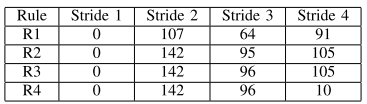 Rule Stride 1 Stride 2 Stride 3 Stride 4
R1 0 107 64 91
R2 0 142 95 105
R3 0 142 96 105
R4 0 142 96 10